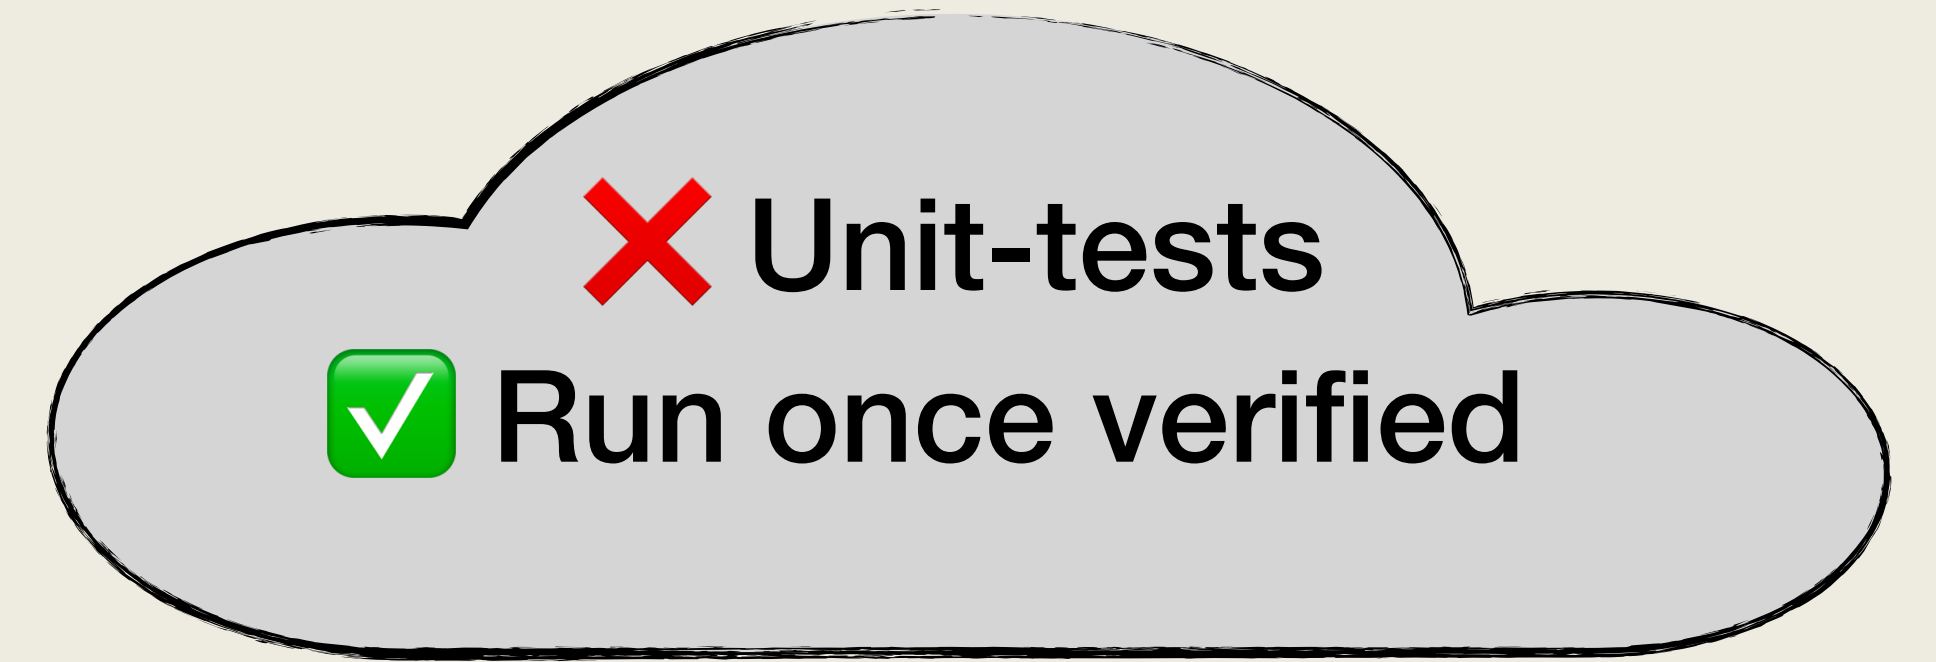 ❌ Unit-tests
✅ Run once verified